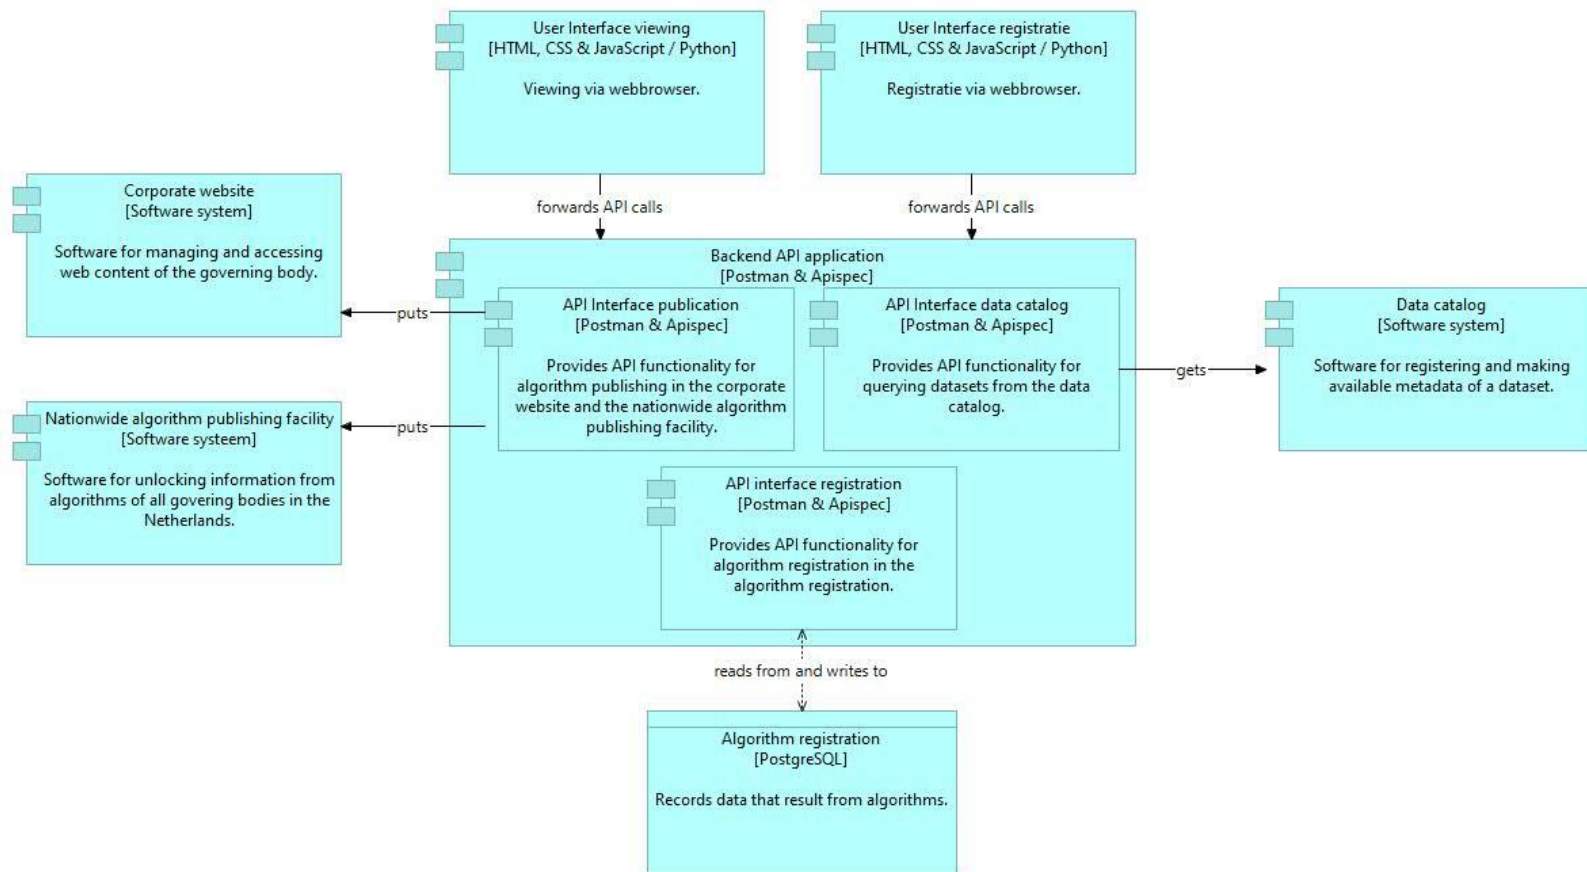 User Interface viewing
[HTML, CSS & JavaScript / Python]
Viewing via webbrowser.
User Interface registratie
[HTML, CSS & JavaScript / Python]
Registratie via webbrowser.
forwards API calls
forwards API calls
Corporate website
[Software system]
Software for managing and accessing
web content of the governing body.
Backend API application
[Postman & Apispec]
puts
API Interface publication
[Postman & Apispec]
Provides API functionality for
algorithm publishing in the corporate
website and the nationwide algorithm
publishing facility.
API Interface data catalog
[Postman & Apispec]
Provides API functionality for
querying datasets from the data
catalog.
gets
Data catalog
[Software system]
Software for registering and making
available metadata of a dataset.
Nationwide algorithm publishing facility
[Software systeem]
Software for unlocking information from
algorithms of all govering bodies in the
Netherlands.
puts
API interface registration
[Postman & Apispec]
Provides API functionality for
algorithm registration in the
algorithm registration.
reads from and writes to
Algorithm registration
[PostgreSQL]
Records data that result from algorithms.